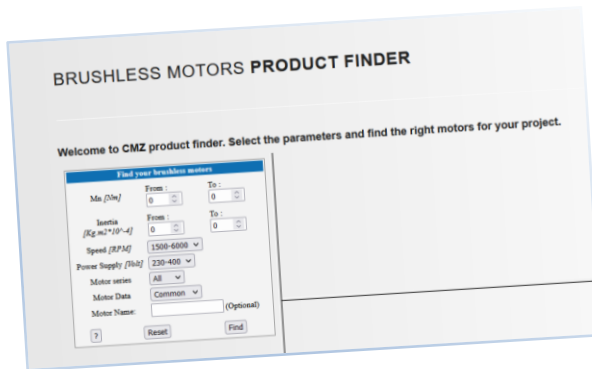 BRUSHLESS MOTORS PRODUCT FINDER
Welcome to CMZ product finder. Select the parameters and find the right motors for your project.
Find your brushless motors
Mn [Nm] From : 0 To : 0
Inertia [Kg.m2*10^-4] From : 0 To : 0
Speed [RPM] 1500-6000
Power Supply [Volt] 230-400
Motor series All
Motor Data Common
Motor Name: (Optional)
? Reset Find